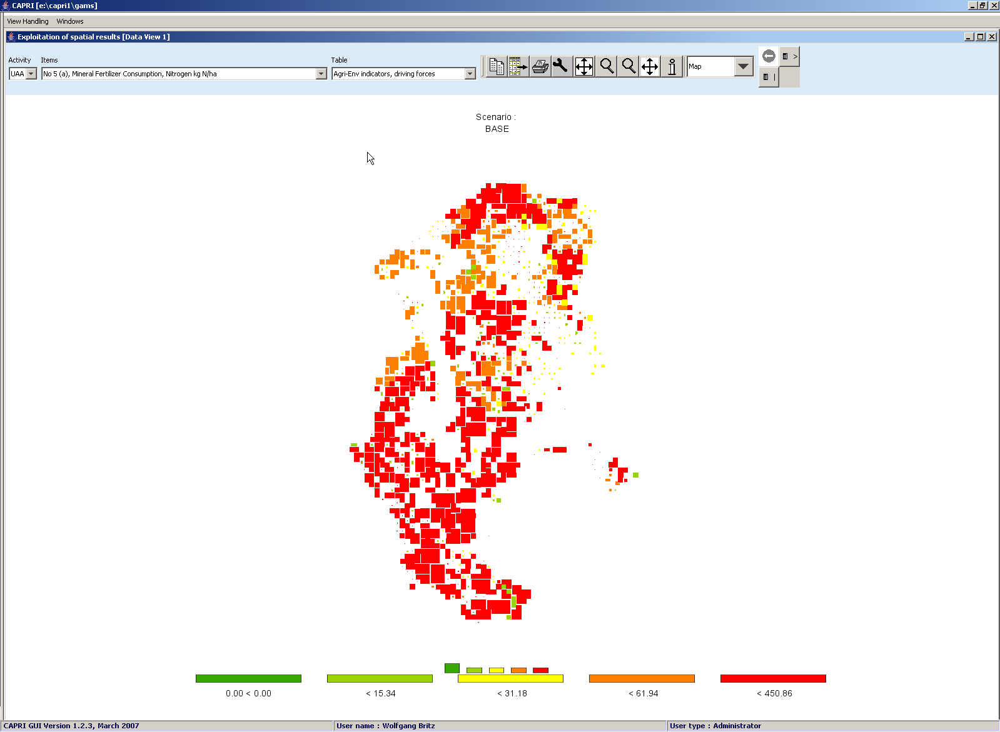 CAPRI [e:\capri1\gams]
View Handling Windows
Exploitation of spatial results [Data View 1]
Activity Items Table
UAA No 5 (a), Mineral Fertilizer Consumption, Nitrogen kg N/ha Agri-Env indicators, driving forces Map
Scenario :
BASE
0.00 < 0.00 < 15.34 < 31.18 < 61.94 < 450.86
CAPRI GUI Version 1.2.3, March 2007 User name : Wolfgang Britz User type : Administrator